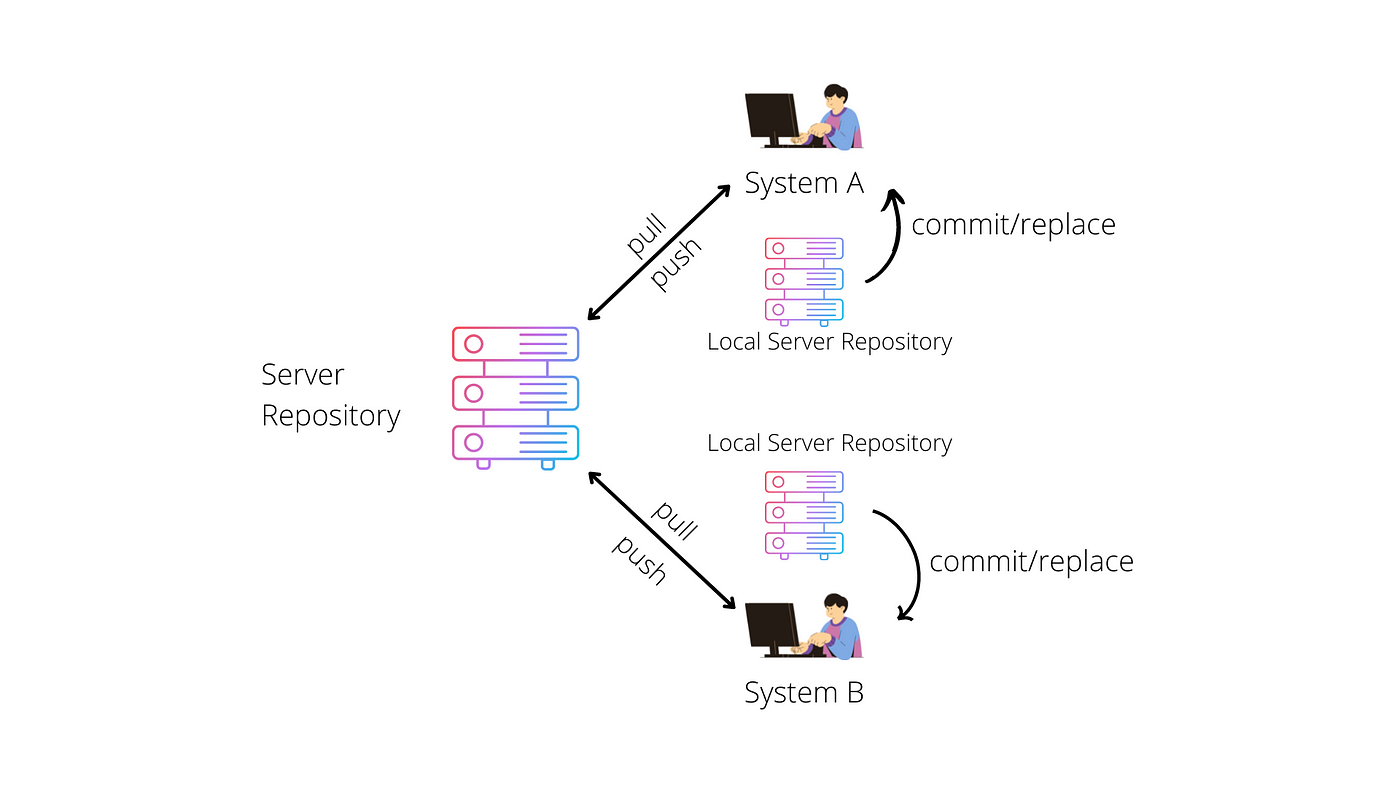 System A
commit/replace
pull
push
Local Server Repository
Server
Repository
Local Server Repository
pull
push
commit/replace
System B